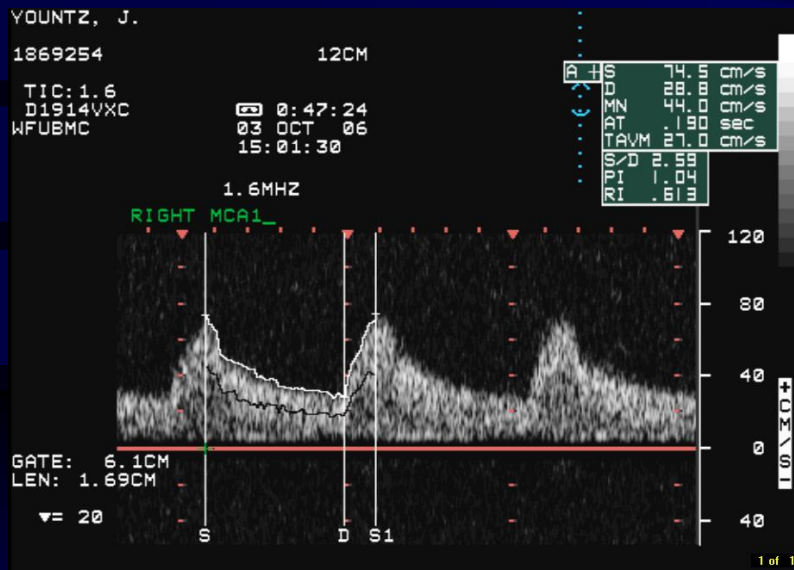 YOUNTZ, J.
1869254 12CM
TIC:1.6
D1914VXC 0:47:24
WFUBMC 03 OCT 06
15:01:30
1.6MHZ
RIGHT MCA1_
A + S 74.5 cm/s
D 28.8 cm/s
MN 44.0 cm/s
AT .190 sec
TAVM 27.0 cm/s
S/D 2.59
PI 1.04
RI .613
120
80
40
0
40
+CM/S-
GATE: 6.1CM
LEN: 1.69CM
▼= 20
S D S1
1 of 1